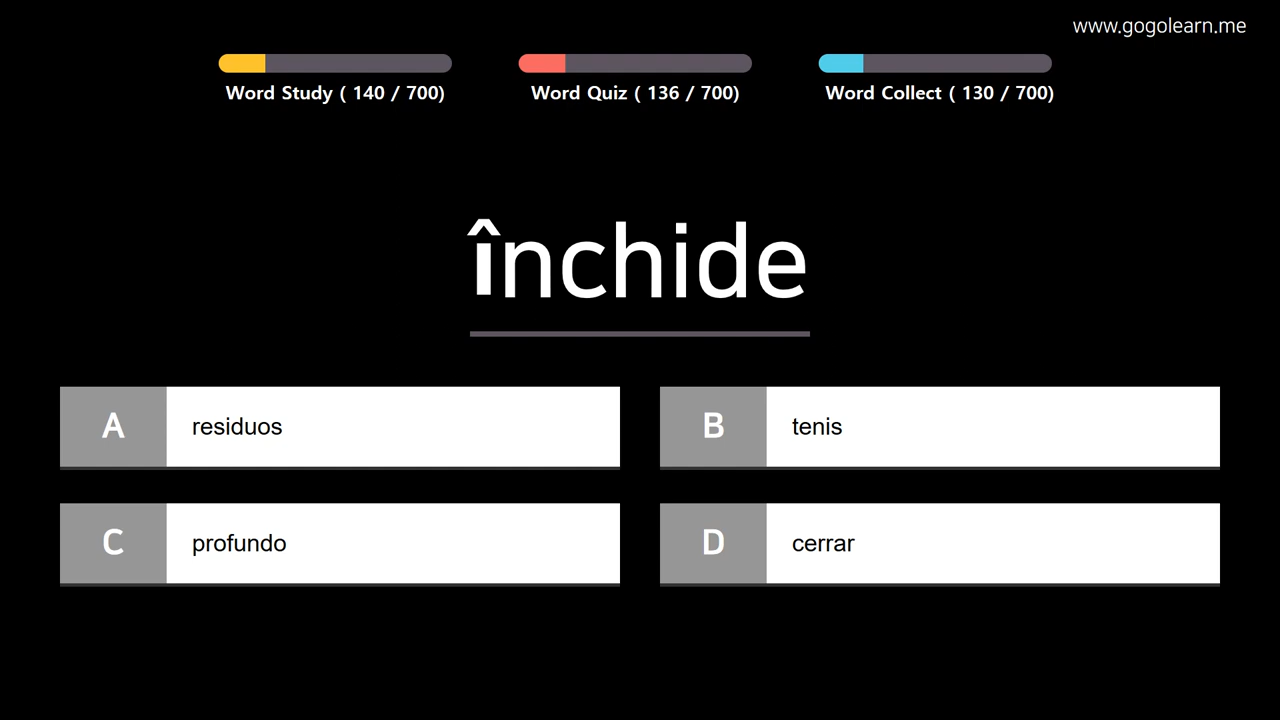 www.gogolearn.me
Word Study ( 140 / 700)
Word Quiz ( 136 / 700)
Word Collect ( 130 / 700)
închide
A residuos
B tenis
C profundo
D cerrar